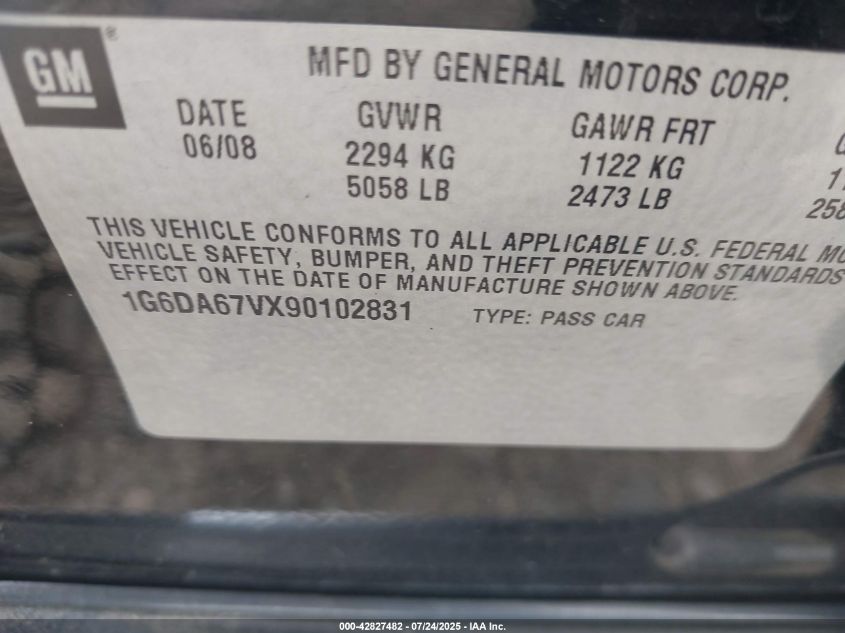 GM®
MFD BY GENERAL MOTORS CORP.
DATE GVWR GAWR FRT
06/08 2294 KG 1122 KG
5058 LB 2473 LB
THIS VEHICLE CONFORMS TO ALL APPLICABLE U.S. FEDERAL
VEHICLE SAFETY, BUMPER, AND THEFT PREVENTION STANDARDS
EFFECT ON THE DATE OF MANUFACTURE SHOWN ABOVE.
1G6DA67VX90102831 TYPE: PASS CAR
000-42827482 - 07/24/2025 - IAA Inc.